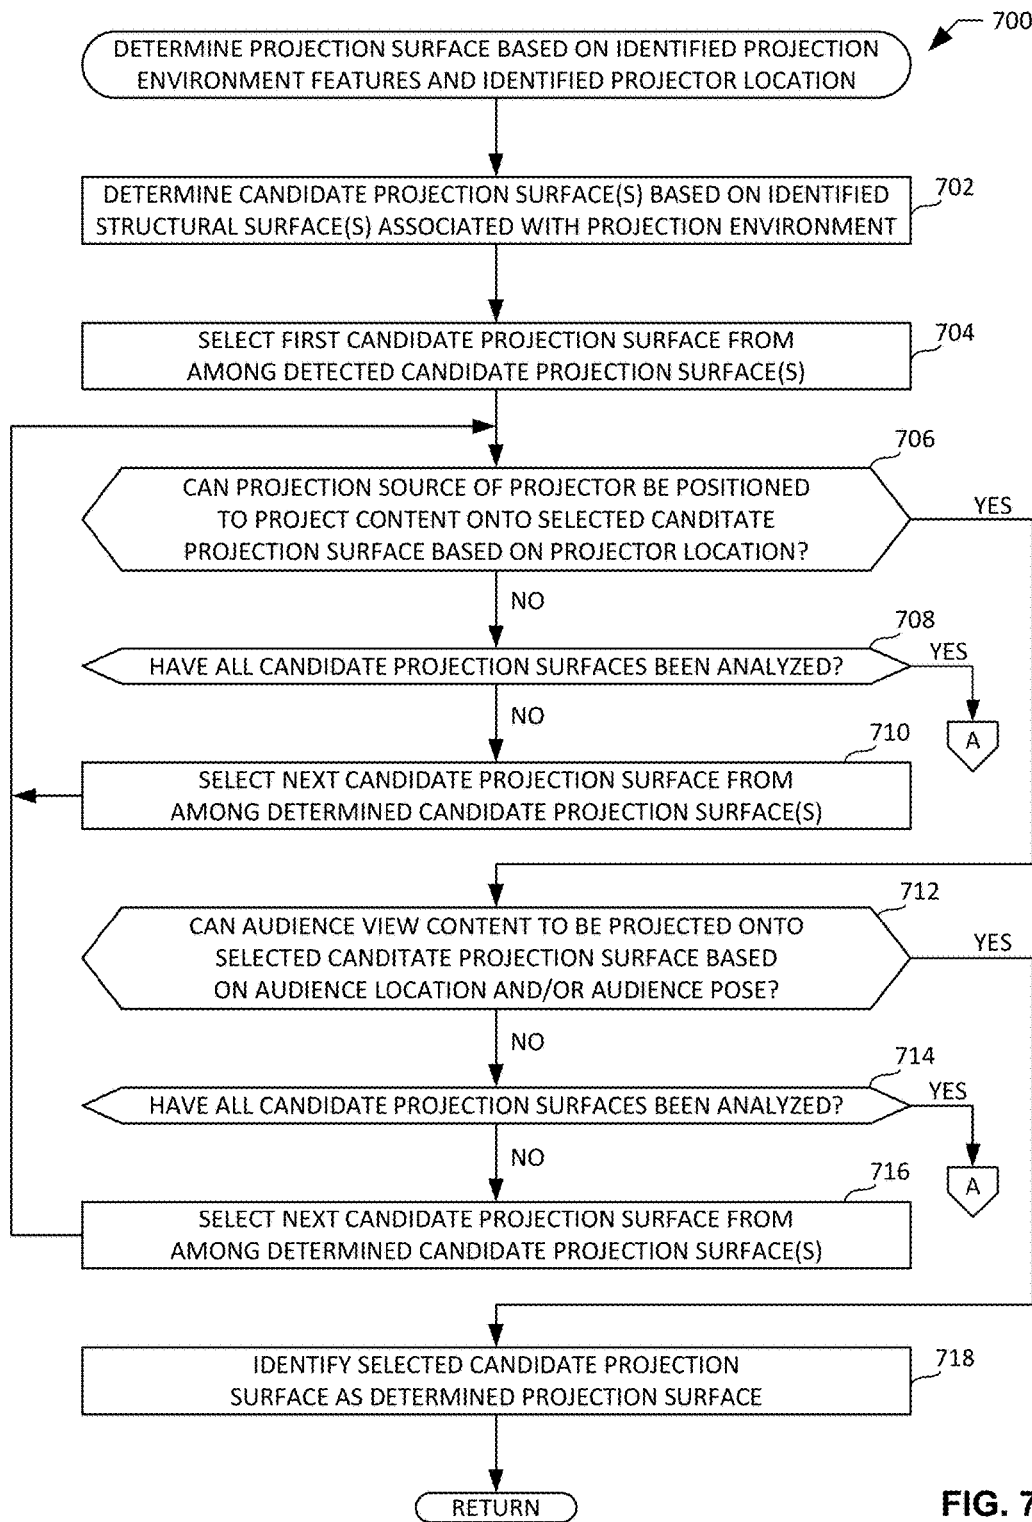 700
DETERMINE PROJECTION SURFACE BASED ON IDENTIFIED PROJECTION
ENVIRONMENT FEATURES AND IDENTIFIED PROJECTOR LOCATION
702
DETERMINE CANDIDATE PROJECTION SURFACE(S) BASED ON IDENTIFIED
STRUCTURAL SURFACE(S) ASSOCIATED WITH PROJECTION ENVIRONMENT
704
SELECT FIRST CANDIDATE PROJECTION SURFACE FROM
AMONG DETECTED CANDIDATE PROJECTION SURFACE(S)
706
CAN PROJECTION SOURCE OF PROJECTOR BE POSITIONED
TO PROJECT CONTENT ONTO SELECTED CANDITATE
PROJECTION SURFACE BASED ON PROJECTOR LOCATION?
YES
NO
708
HAVE ALL CANDIDATE PROJECTION SURFACES BEEN ANALYZED?
YES
A
NO
710
SELECT NEXT CANDIDATE PROJECTION SURFACE FROM
AMONG DETERMINED CANDIDATE PROJECTION SURFACE(S)
712
CAN AUDIENCE VIEW CONTENT TO BE PROJECTED ONTO
SELECTED CANDITATE PROJECTION SURFACE BASED
ON AUDIENCE LOCATION AND/OR AUDIENCE POSE?
YES
NO
714
HAVE ALL CANDIDATE PROJECTION SURFACES BEEN ANALYZED?
YES
A
NO
716
SELECT NEXT CANDIDATE PROJECTION SURFACE FROM
AMONG DETERMINED CANDIDATE PROJECTION SURFACE(S)
718
IDENTIFY SELECTED CANDIDATE PROJECTION
SURFACE AS DETERMINED PROJECTION SURFACE
RETURN
FIG. 7